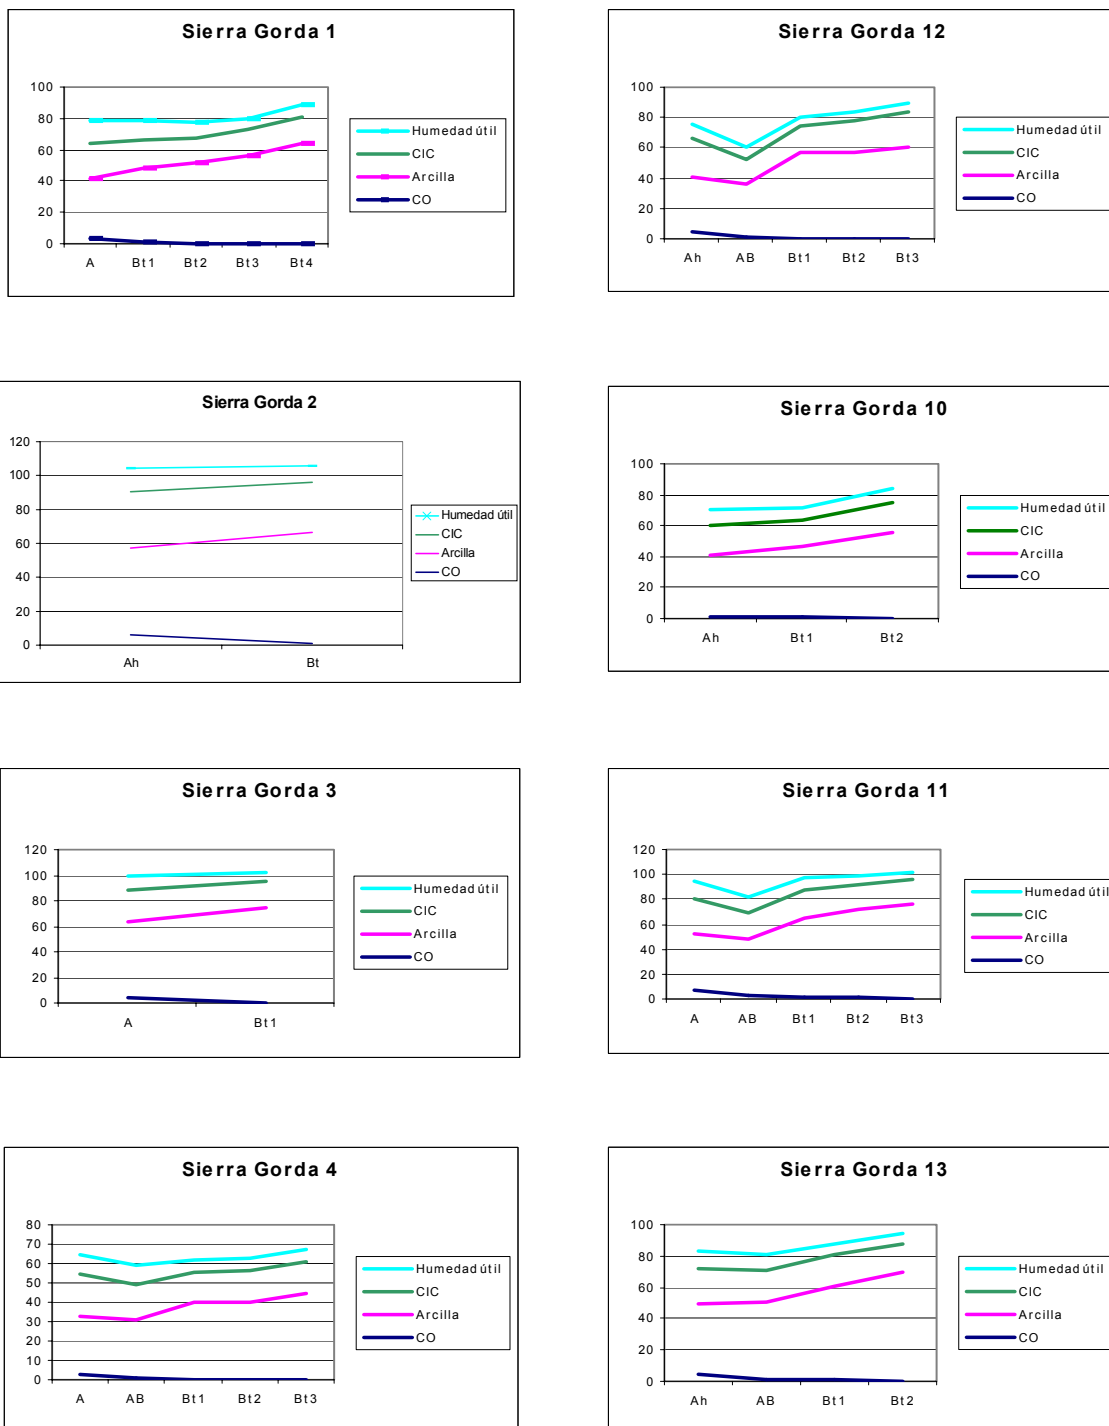 Sierra Gorda 1
100
80
60
40
20
0
A Bt1 Bt2 Bt3 Bt4
Humedad útil
CIC
Arcilla
CO
Sierra Gorda 12
100
80
60
40
20
0
Ah AB Bt1 Bt2 Bt3
Humedad útil
CIC
Arcilla
CO
Sierra Gorda 2
120
100
80
60
40
20
0
Ah Bt
Humedad útil
CIC
Arcilla
CO
Sierra Gorda 10
100
80
60
40
20
0
Ah Bt1 Bt2
Humedad útil
CIC
Arcilla
CO
Sierra Gorda 3
120
100
80
60
40
20
0
A Bt1
Humedad útil
CIC
Arcilla
CO
Sierra Gorda 11
120
100
80
60
40
20
0
A AB Bt1 Bt2 Bt3
Humedad útil
CIC
Arcilla
CO
Sierra Gorda 4
80
70
60
50
40
30
20
10
0
A AB Bt1 Bt2 Bt3
Humedad útil
CIC
Arcilla
CO
Sierra Gorda 13
100
80
60
40
20
0
Ah AB Bt1 Bt2
Humedad útil
CIC
Arcilla
CO